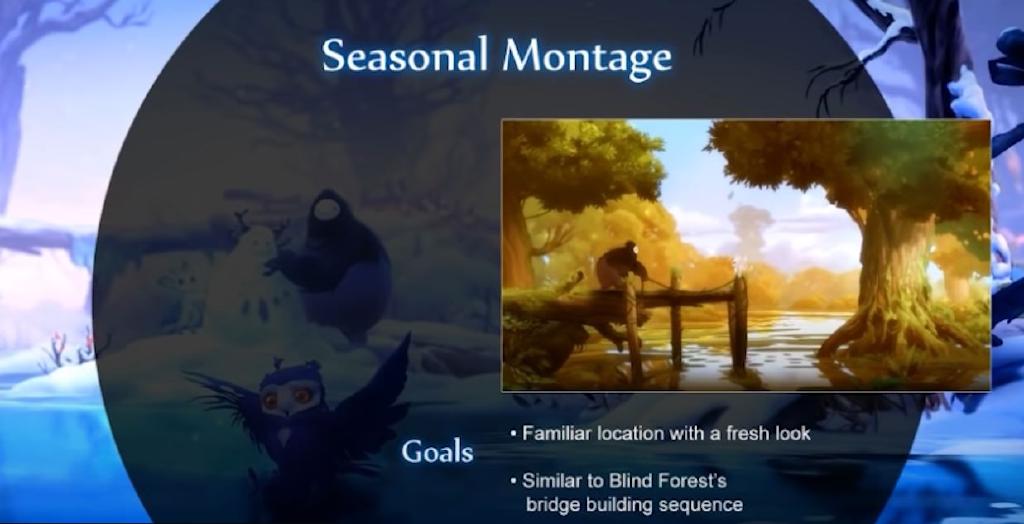 Seasonal Montage
Goals
• Familiar location with a fresh look
• Similar to Blind Forest's
bridge building sequence